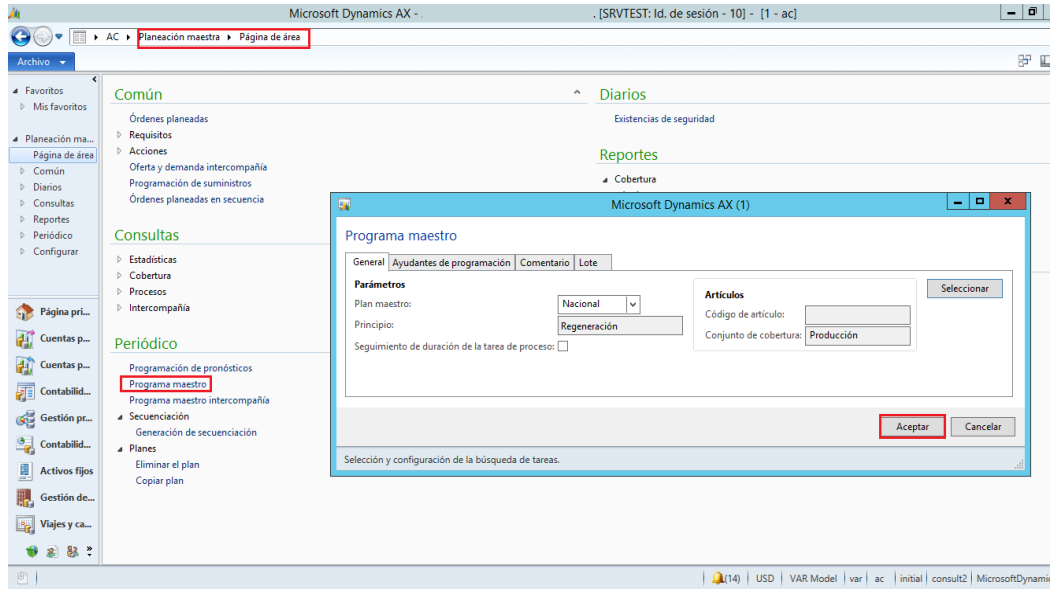 Microsoft Dynamics AX - . . [SRVTEST: Id. de sesión - 10] - [1 - ac]
AC Planeación maestra Página de área
Archivo
Favoritos
Mis favoritos
Planeación ma...
Página de área
Común
Diarios
Consultas
Reportes
Periódico
Configurar
Página pri...
Cuentas p...
Cuentas p...
Contabilid...
Gestión pr...
Contabilid...
Activos fijos
Gestión de...
Viajes y ca...
Común
Órdenes planeadas
Requisitos
Acciones
Oferta y demanda intercompañía
Programación de suministros
Órdenes planeadas en secuencia
Consultas
Estadísticas
Cobertura
Procesos
Intercompañía
Periódico
Programación de pronósticos
Programa maestro
Programa maestro intercompañía
Secuenciación
Generación de secuenciación
Planes
Eliminar el plan
Copiar plan
Diarios
Existencias de seguridad
Reportes
Cobertura
Microsoft Dynamics AX (1)
Programa maestro
General Ayudantes de programación Comentario Lote
Parámetros
Plan maestro: Nacional
Principio: Regeneración
Seguimiento de duración de la tarea de proceso:
Artículos
Código de artículo:
Conjunto de cobertura: Producción
Seleccionar
Aceptar Cancelar
Selección y configuración de la búsqueda de tareas.
(14) USD VAR Model var ac initial consult2 MicrosoftDynamic